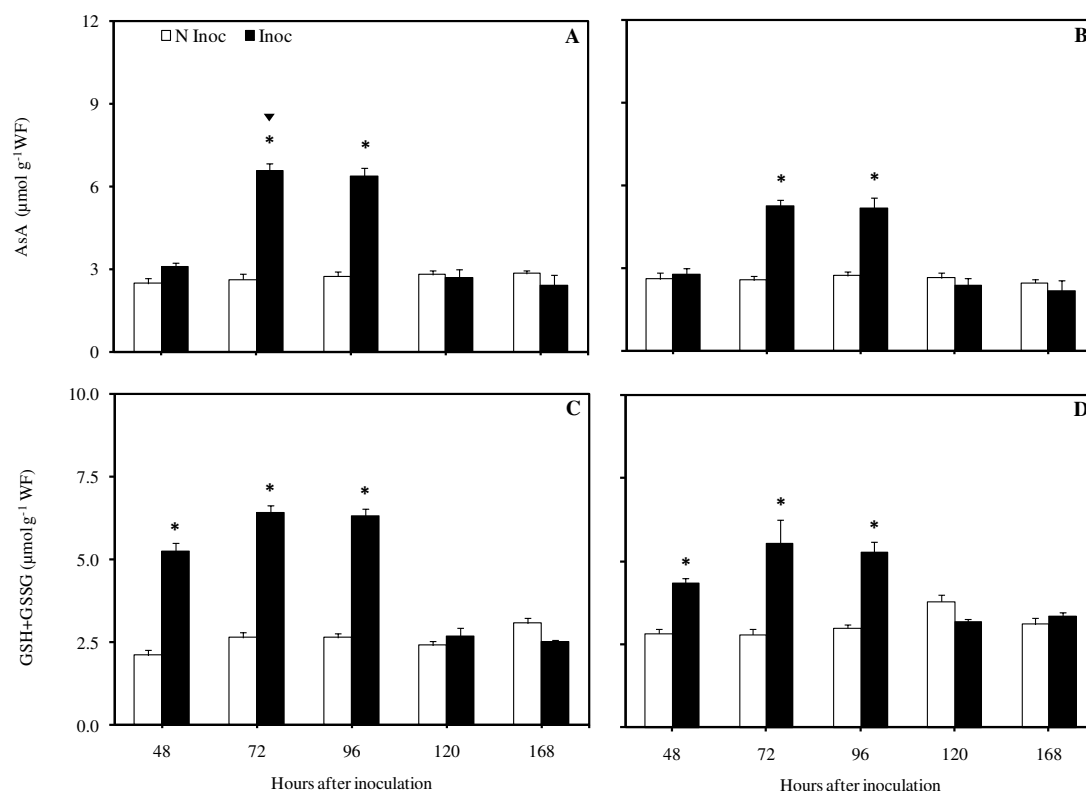 12
N Inoc Inoc A B
9
*
*
*
*
6
3
0
AsA (µmol g-1 WF)
10.0
C D
7.5
*
*
*
*
*
*
5.0
2.5
0.0
GSH+GSSG (µmol g-1 WF)
48 72 96 120 168
48 72 96 120 168
Hours after inoculation
Hours after inoculation